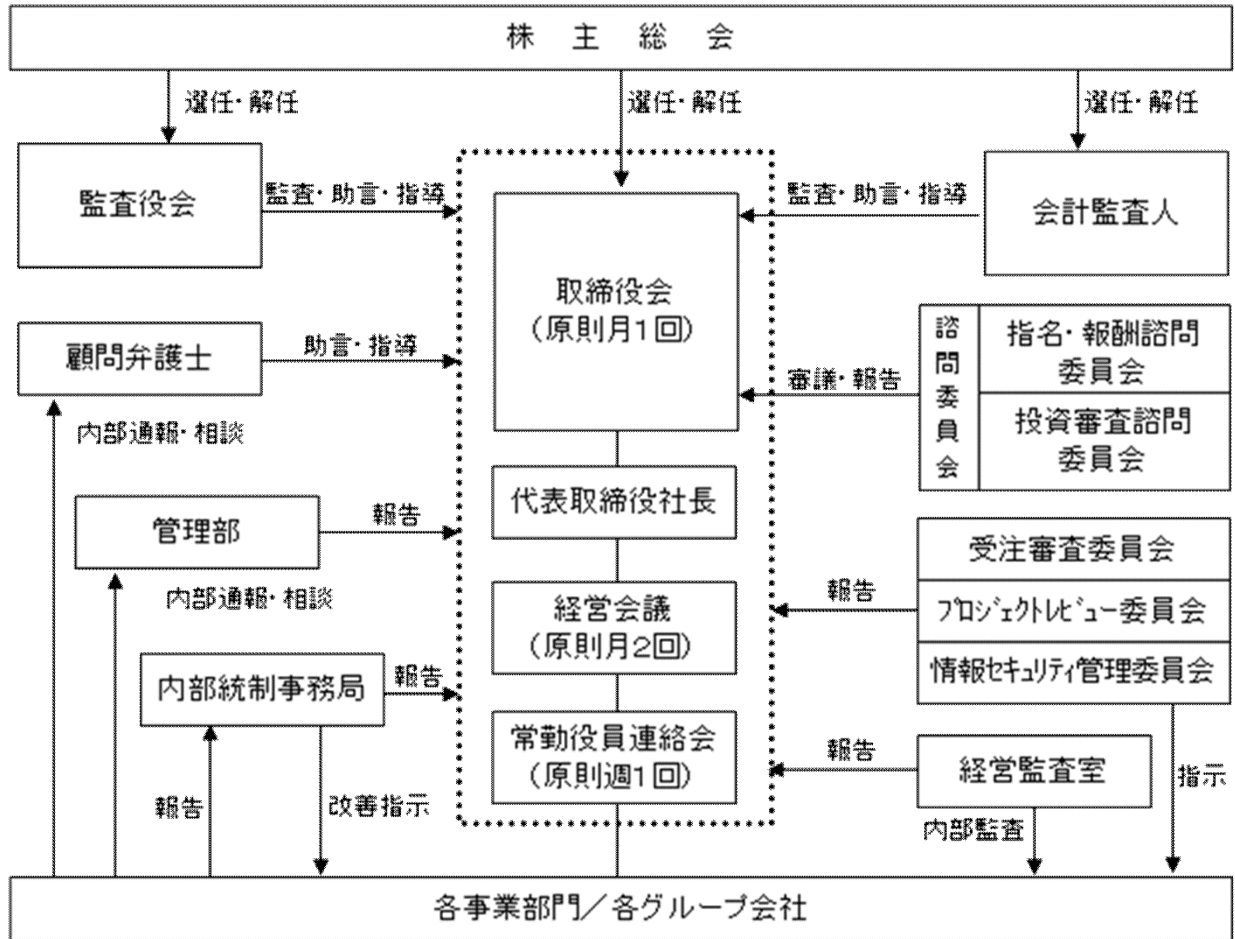 株主総会
選任・解任
選任・解任
選任・解任
監査役会
監査・助言・指導
監査・助言・指導
会計監査人
取締役会
(原則月1回)
顧問弁護士
助言・指導
諮問委員会
指名・報酬諮問
委員会
審議・報告
投資審査諮問
委員会
内部通報・相談
代表取締役社長
管理部
報告
内部通報・相談
受注審査委員会
経営会議
(原則月2回)
報告
プロジェクトレビュー委員会
内部統制事務局
報告
情報セキュリティ管理委員会
常勤役員連絡会
(原則週1回)
報告
経営監査室
指示
報告
改善指示
内部監査
各事業部門/各グループ会社